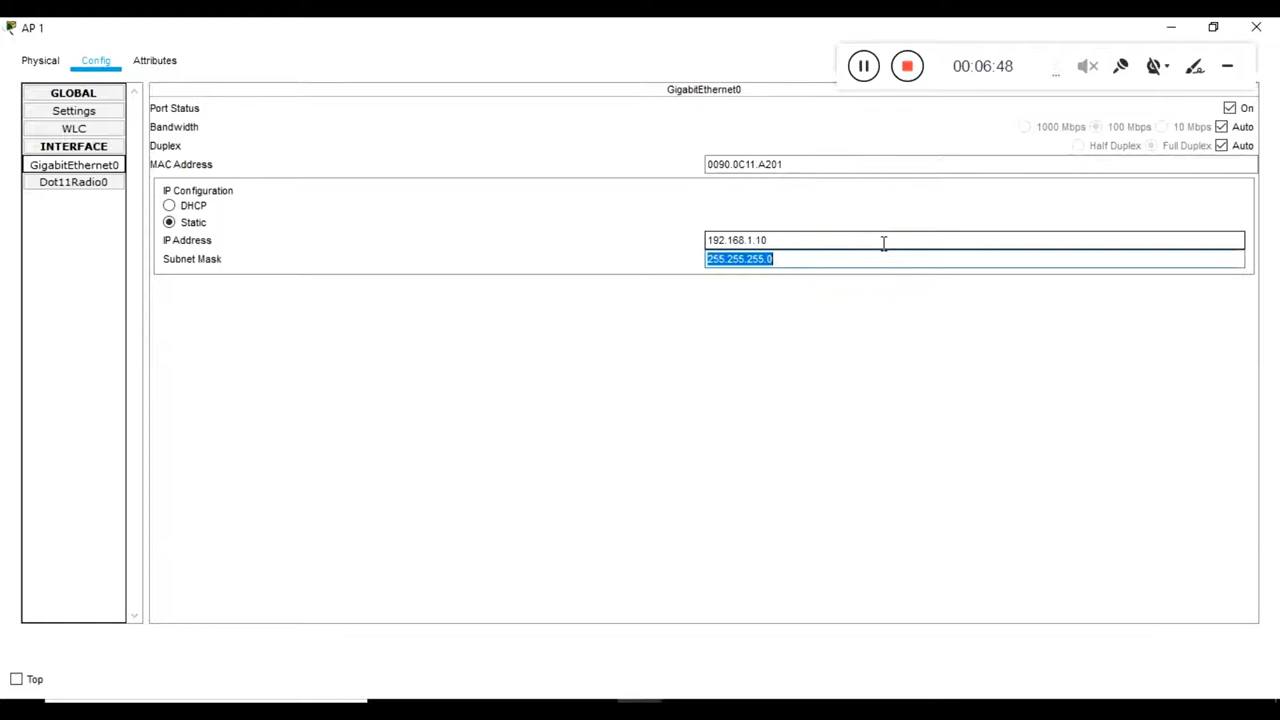 AP 1
Physical Config Attributes
00:06:48
GLOBAL
Settings
WLC
INTERFACE
GigabitEthernet0
Dot11Radio0
GigabitEthernet0
Port Status On
Bandwidth 1000 Mbps 100 Mbps 10 Mbps Auto
Duplex Half Duplex Full Duplex Auto
MAC Address 0090.0C11.A201
IP Configuration
DHCP
Static
IP Address 192.168.1.10
Subnet Mask 255.255.255.0
Top